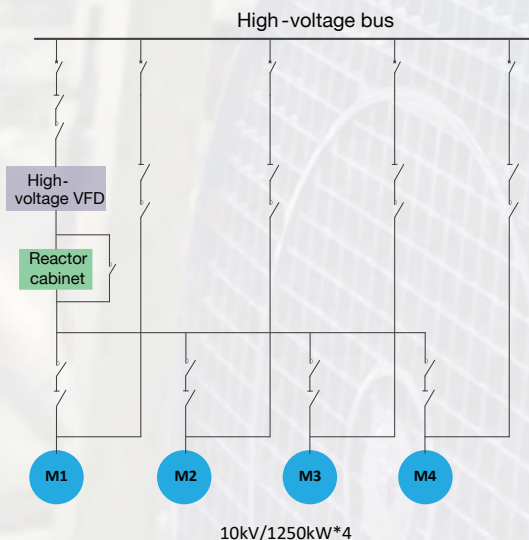 High-voltage bus
High-
voltage VFD
Reactor
cabinet
M1
M2
M3
M4
10kV/1250kW*4